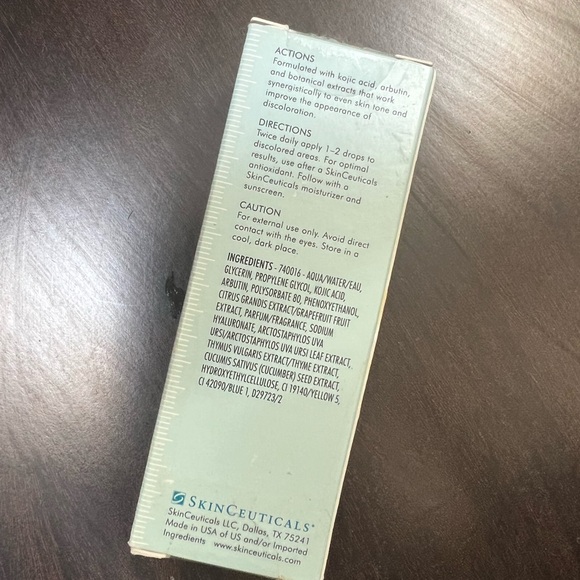 ACTIONS
Formulated with kojic acid, arbutin,
and botanical extracts that work
synergistically to even skin tone and
improve the appearance of
discoloration.
DIRECTIONS
Twice daily apply 1–2 drops to
discolored areas. For optimal
results, use after a SkinCeuticals
antioxidant. Follow with a
SkinCeuticals moisturizer and
sunscreen.
CAUTION
For external use only. Avoid direct
contact with the eyes. Store in a
cool, dark place.
INGREDIENTS - 740016 - AQUA/WATER/EAU,
GLYCERIN, PROPYLENE GLYCOL, KOJIC ACID,
ARBUTIN, POLYSORBATE 80, PHENOXYETHANOL,
CITRUS GRANDIS EXTRACT/GRAPEFRUIT FRUIT
EXTRACT, PARFUM/FRAGRANCE, SODIUM
HYALURONATE, ARCTOSTAPHYLOS UVA
URSI/ARCTOSTAPHYLOS UVA URSI LEAF EXTRACT,
THYMUS VULGARIS EXTRACT/THYME EXTRACT,
CUCUMIS SATIVUS (CUCUMBER) SEED EXTRACT,
HYDROXYETHYLCELLULOSE, CI 19140/YELLOW 5,
CI 42090/BLUE 1, D29723/2
SKINCEUTICALS®
SkinCeuticals LLC, Dallas, TX 75241
Made in USA of US and/or Imported
Ingredients www.skinceuticals.com